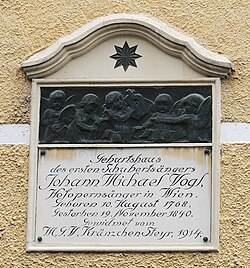 Geburtshaus
des ersten Schubertsängers
Johann Michael Vogl,
Hofopernsänger in Wien
Geboren 10. August 1768,
Gestorben 19. November 1840.
Gewidmet vom
M.G.V. Kränzchen Steyr, 1914.